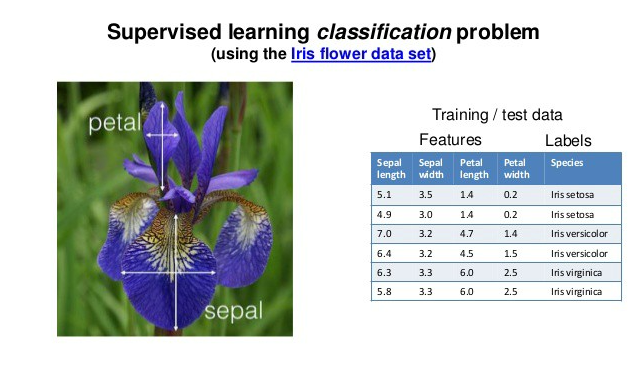 Supervised learning classification problem
(using the Iris flower data set)
petal
sepal
Training / test data
Features Labels
Sepal length Sepal width Petal length Petal width Species
5.1 3.5 1.4 0.2 Iris setosa
4.9 3.0 1.4 0.2 Iris setosa
7.0 3.2 4.7 1.4 Iris versicolor
6.4 3.2 4.5 1.5 Iris versicolor
6.3 3.3 6.0 2.5 Iris virginica
5.8 3.3 6.0 2.5 Iris virginica